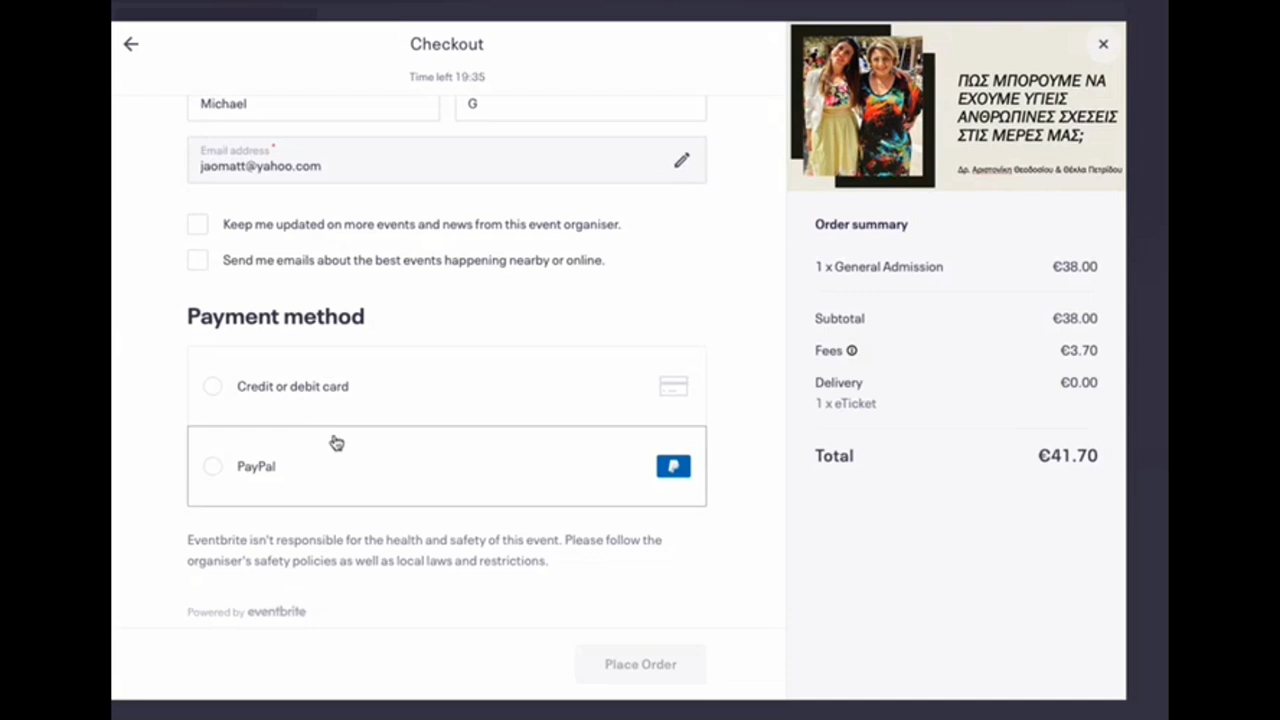 Checkout
Time left 19:35
Michael
G
Email address *
jaomatt@yahoo.com
Keep me updated on more events and news from this event organiser.
Send me emails about the best events happening nearby or online.
Payment method
Credit or debit card
PayPal
Eventbrite isn't responsible for the health and safety of this event. Please follow the
organiser's safety policies as well as local laws and restrictions.
Powered by eventbrite
Place Order
ΠΩΣ ΜΠΟΡΟΥΜΕ ΝΑ
ΕΧΟΥΜΕ ΥΓΙΕΙΣ
ΑΝΘΡΩΠΙΝΕΣ ΣΧΕΣΕΙΣ
ΣΤΙΣ ΜΕΡΕΣ ΜΑΣ;
Δρ. Αριστονίκη Θεοδοσίου & Θέκλα Πετρίδου
Order summary
1 x General Admission €38.00
Subtotal €38.00
Fees €3.70
Delivery €0.00
1 x eTicket
Total €41.70